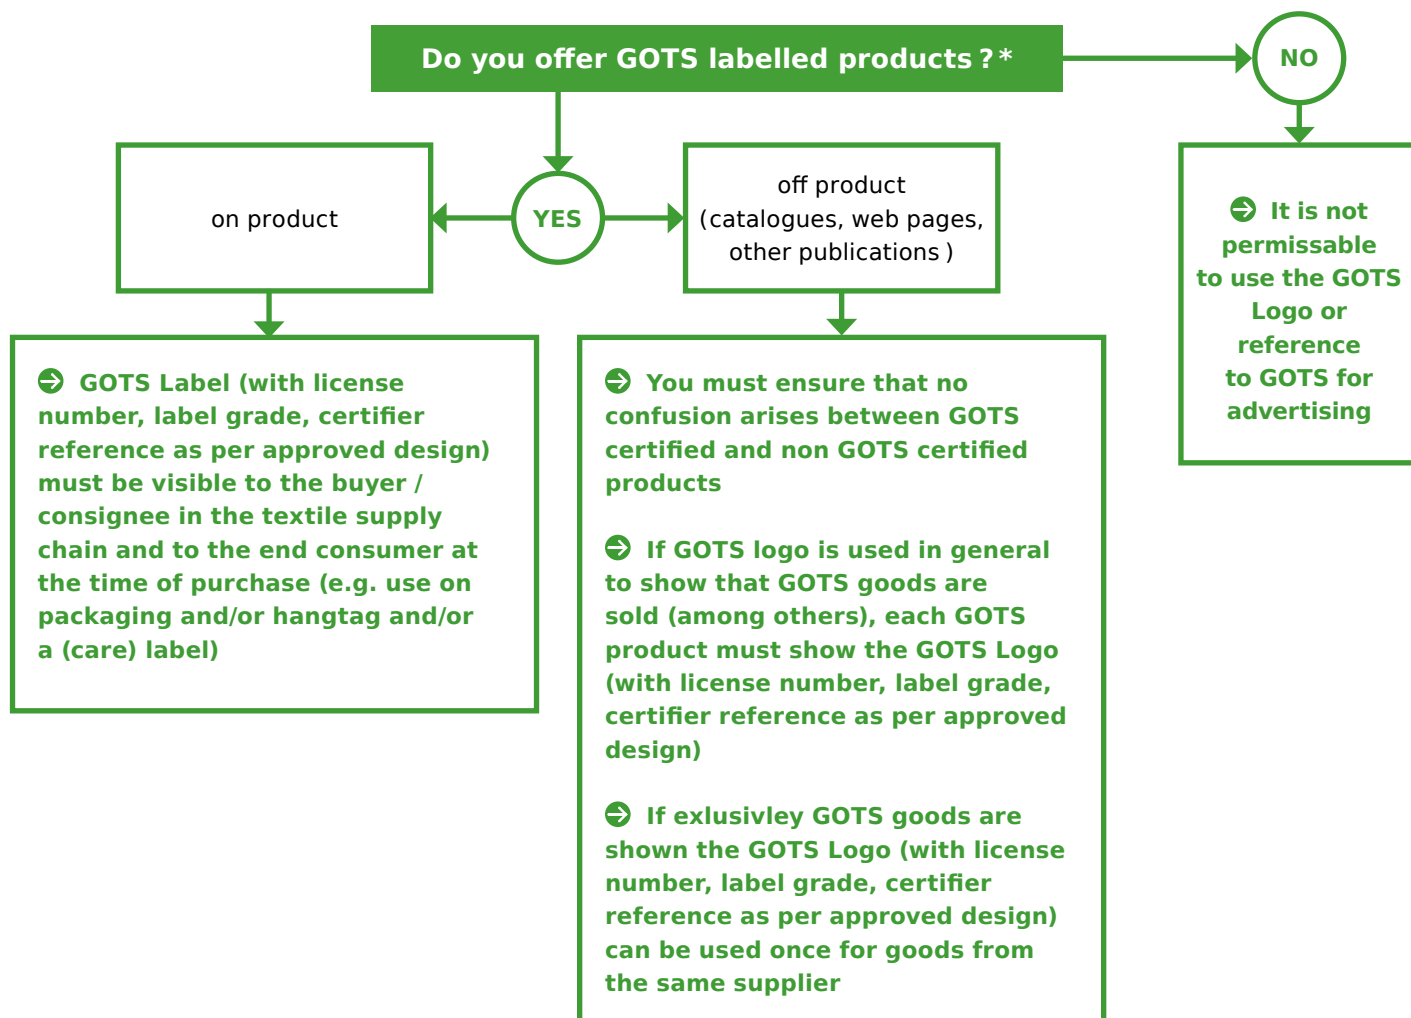 Do you offer GOTS labelled products ? *
NO
on product
YES
off product
(catalogues, web pages,
other publications )
It is not
permissable
to use the GOTS
Logo or
reference
to GOTS for
advertising
GOTS Label (with license
number, label grade, certifier
reference as per approved design)
must be visible to the buyer /
consignee in the textile supply
chain and to the end consumer at
the time of purchase (e.g. use on
packaging and/or hangtag and/or
a (care) label)
You must ensure that no
confusion arises between GOTS
certified and non GOTS certified
products
If GOTS logo is used in general
to show that GOTS goods are
sold (among others), each GOTS
product must show the GOTS Logo
(with license number, label grade,
certifier reference as per approved
design)
If exlusivley GOTS goods are
shown the GOTS Logo (with license
number, label grade, certifier
reference as per approved design)
can be used once for goods from
the same supplier